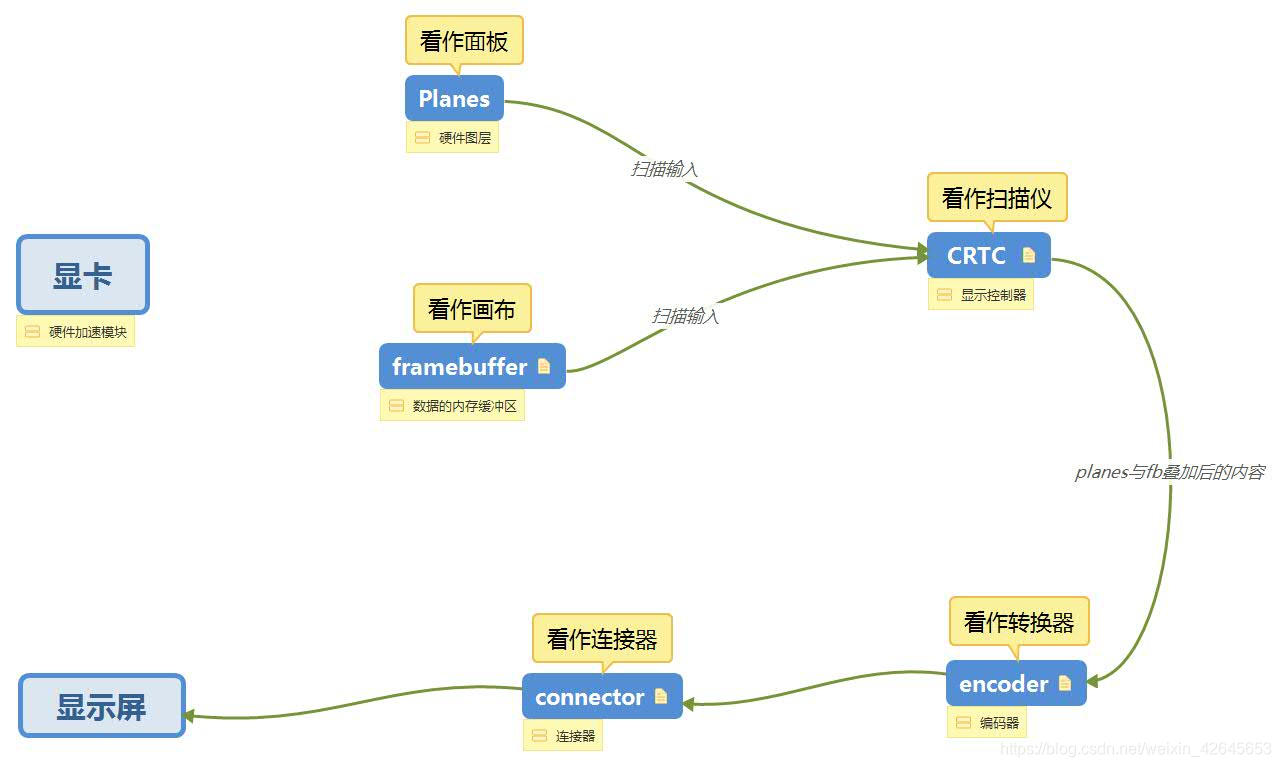 看作面板
Planes
硬件图层
扫描输入
看作扫描仪
CRTC
显示控制器
显卡
硬件加速模块
看作画布
framebuffer
数据的内存缓冲区
扫描输入
planes与fb叠加后的内容
看作转换器
encoder
编码器
看作连接器
connector
连接器
显示屏
https://blog.csdn.net/weixin_42645653